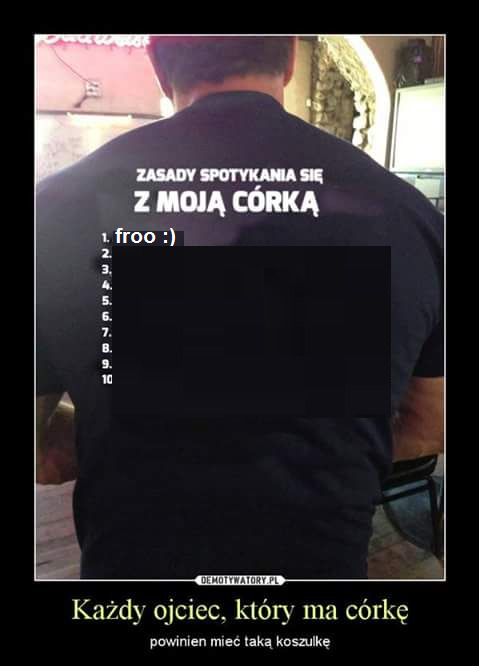 ZASADY SPOTYKANIA SIĘ
Z MOJĄ CÓRKĄ
1. froo :)
2.
3.
4.
5.
6.
7.
8.
9.
10
DEMOTYWATORY.PL
Każdy ojciec, który ma córkę
powinien mieć taką koszulkę